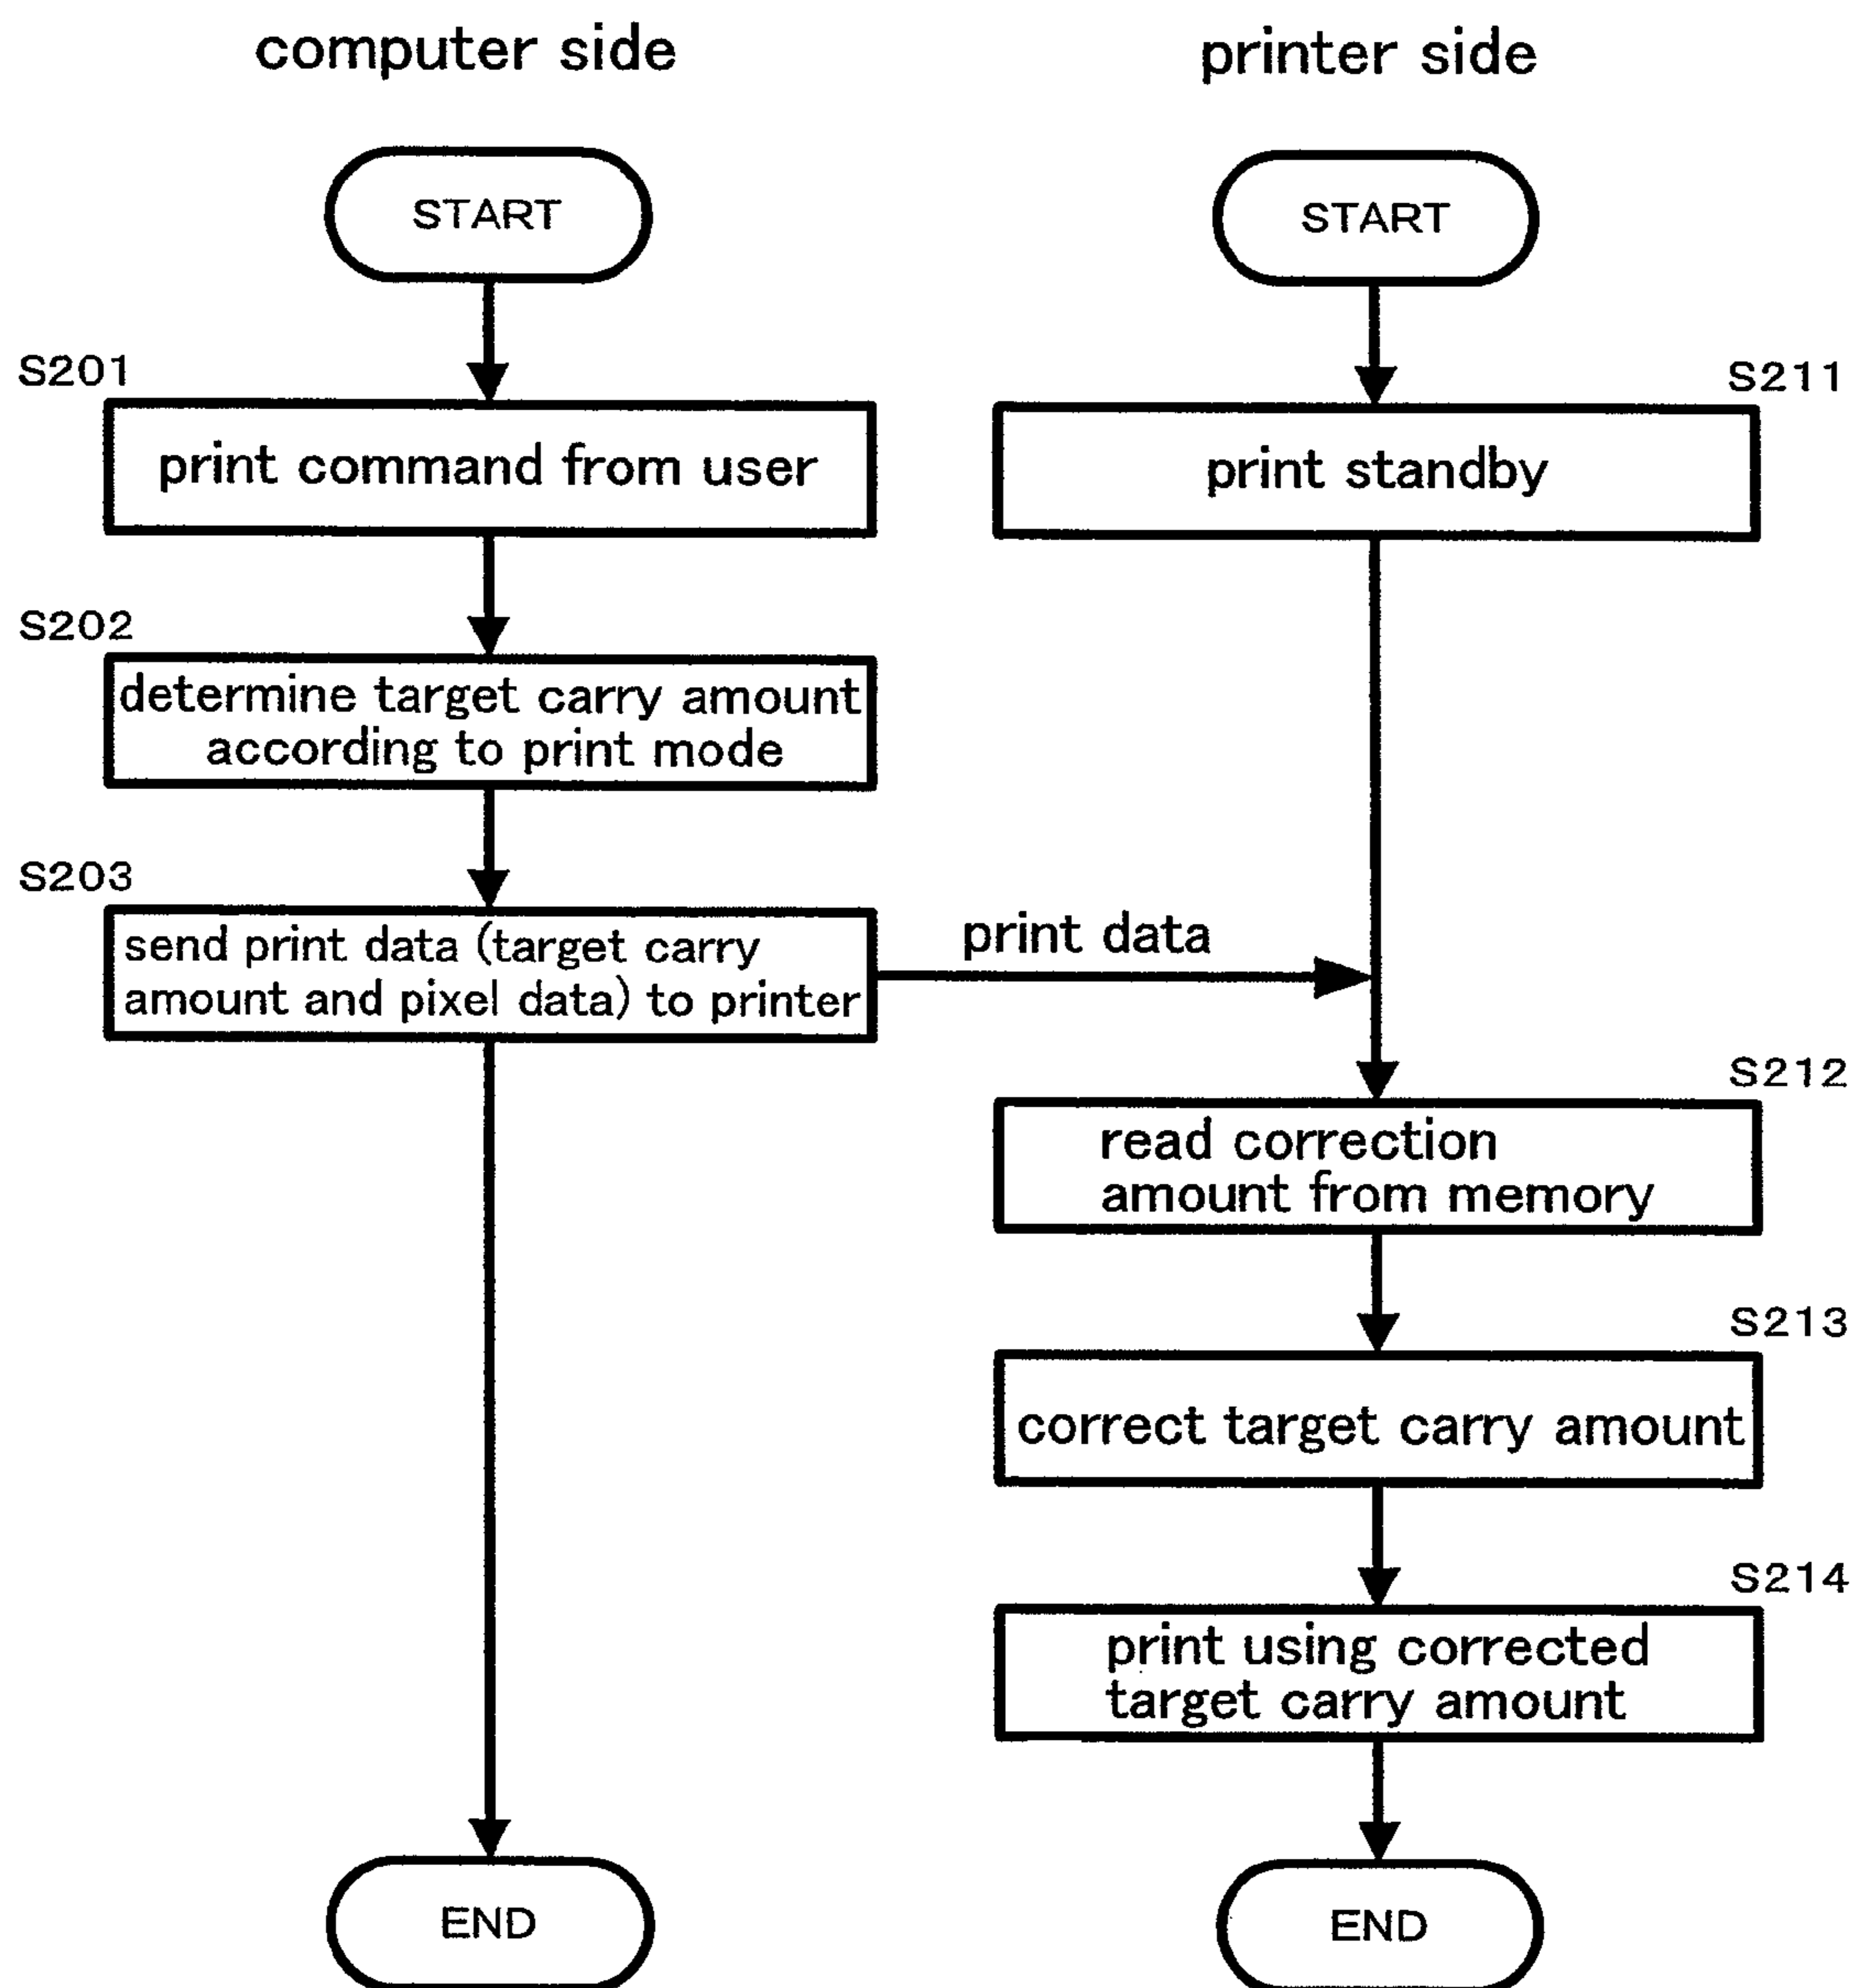 computer side
START
S201
print command from user
S202
determine target carry amount
according to print mode
S203
send print data (target carry
amount and pixel data) to printer
END
print data
printer side
START
S211
print standby
S212
read correction
amount from memory
S213
correct target carry amount
S214
print using corrected
target carry amount
END